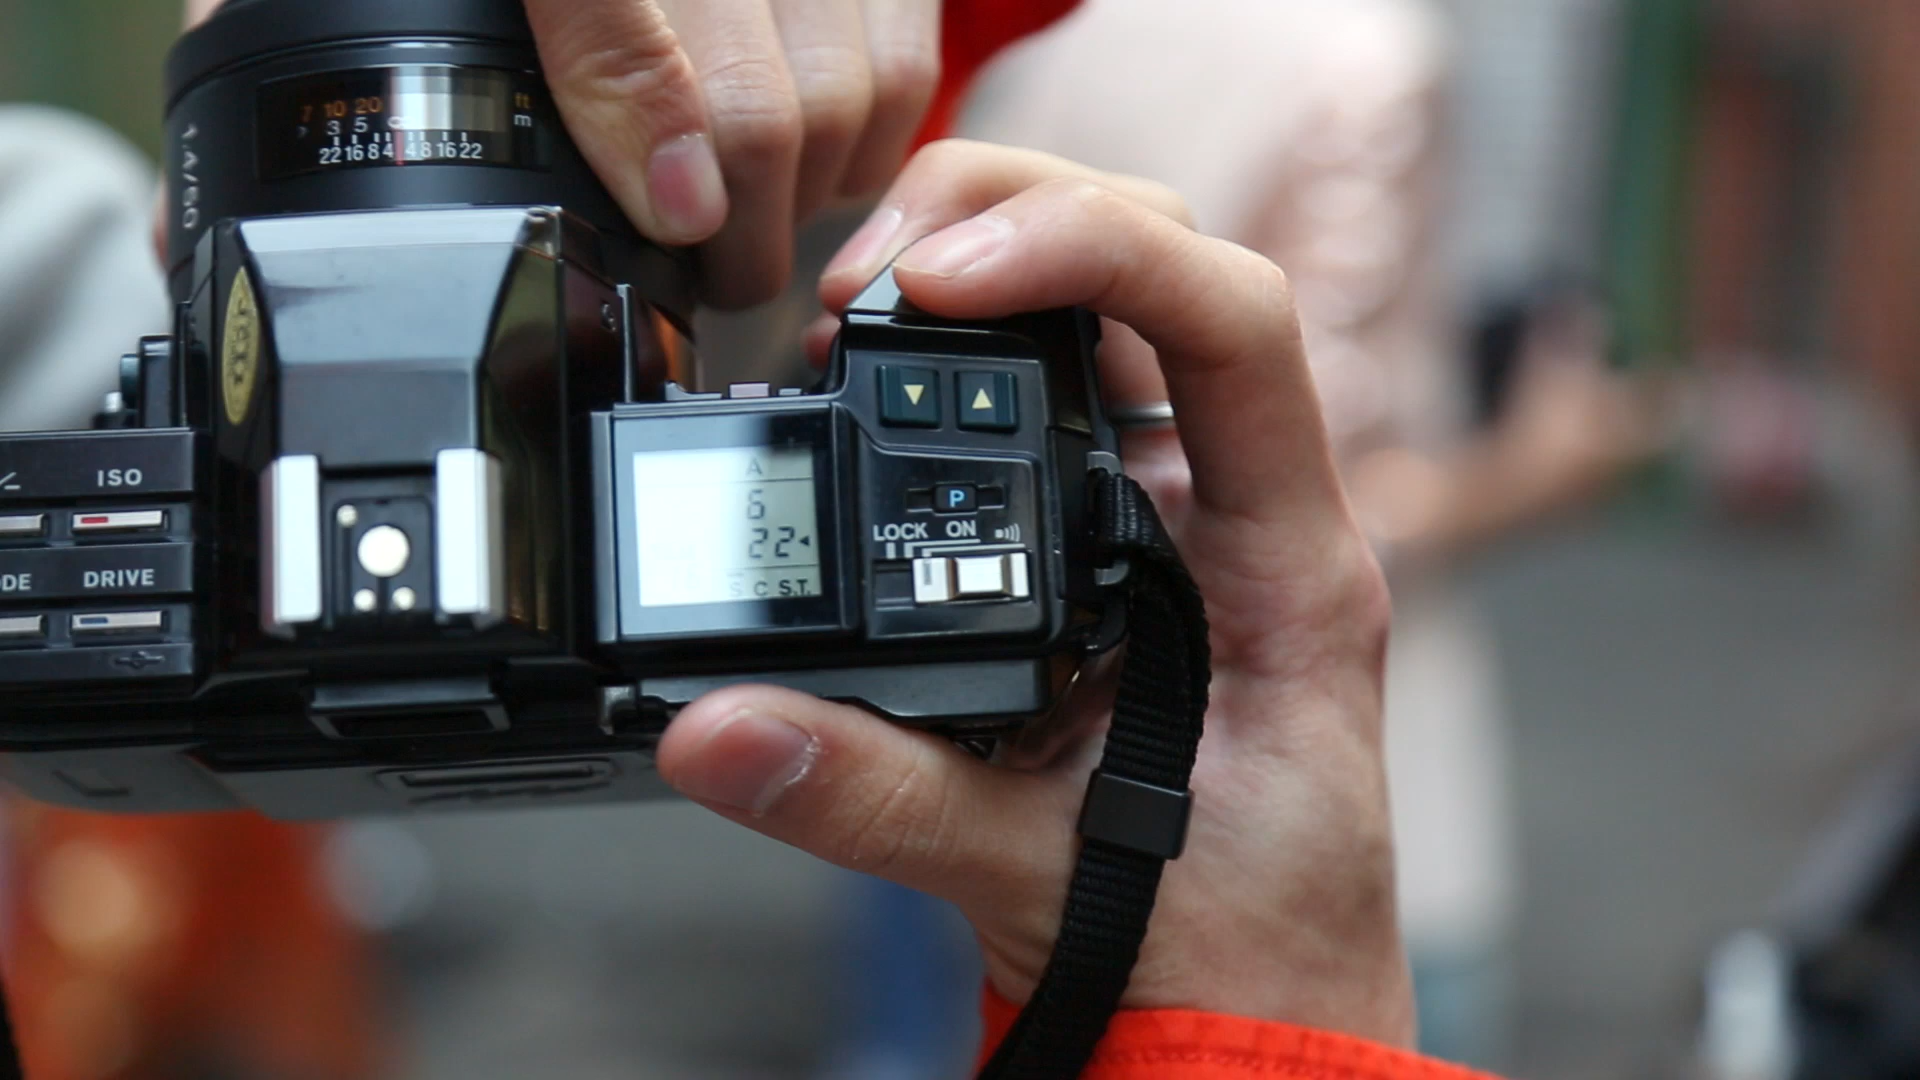 7 10 20 ft
3 5 ∞ m
22 16 8 4 4 8 16 22
1.4/50
ISO
DRIVE
A
6
22
S C S.T.
P
LOCK ON